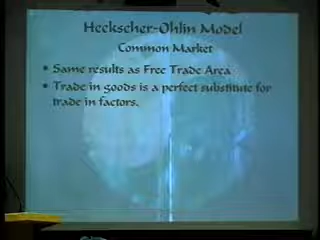 Heckscher-Ohlin Model
Common Market
• Same results as Free Trade Area
• Trade in goods is a perfect substitute for
trade in factors.